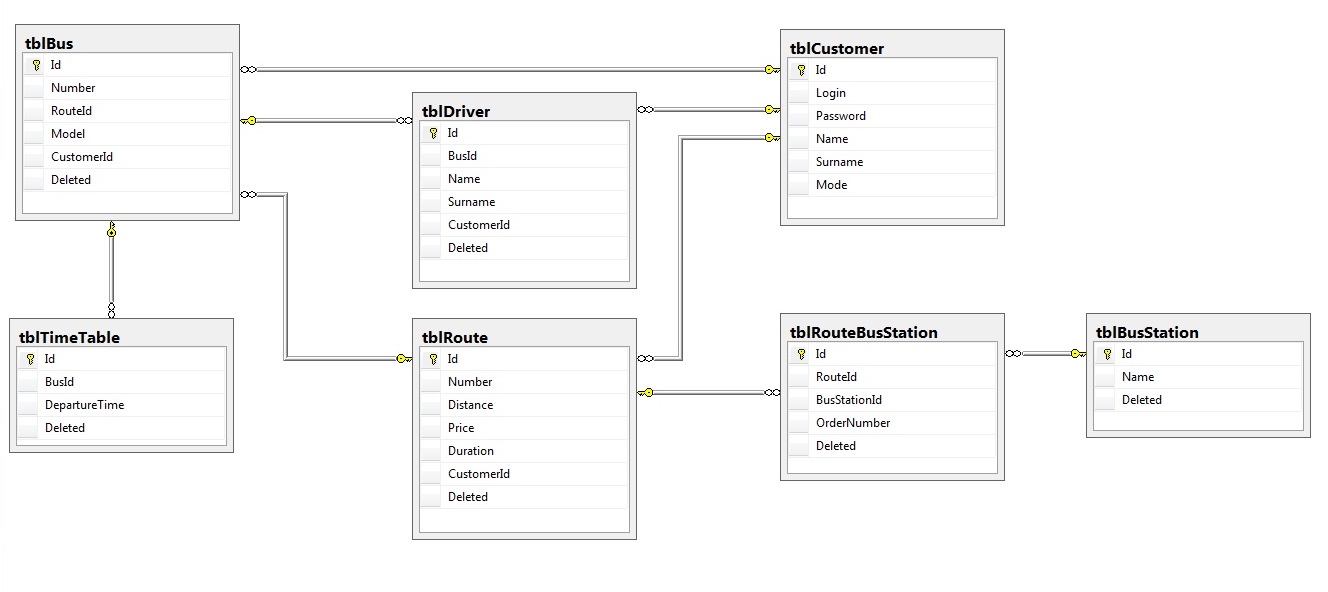 tblBus
Id
Number
RouteId
Model
CustomerId
Deleted
tblDriver
Id
BusId
Name
Surname
CustomerId
Deleted
tblCustomer
Id
Login
Password
Name
Surname
Mode
tblTimeTable
Id
BusId
DepartureTime
Deleted
tblRoute
Id
Number
Distance
Price
Duration
CustomerId
Deleted
tblRouteBusStation
Id
RouteId
BusStationId
OrderNumber
Deleted
tblBusStation
Id
Name
Deleted